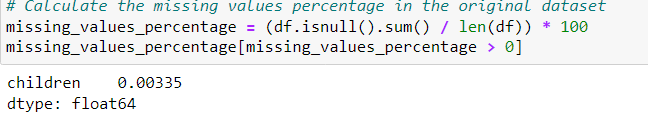 # Calculate the missing values percentage in the original dataset
missing_values_percentage = (df.isnull().sum() / len(df)) * 100
missing_values_percentage[missing_values_percentage > 0]
children    0.00335
dtype: float64